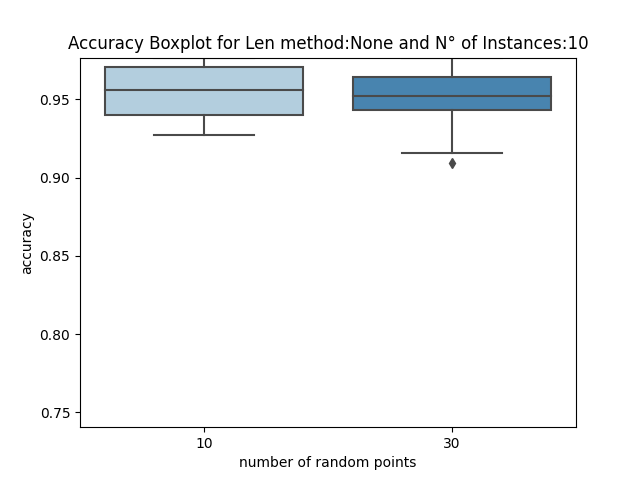 Accuracy Boxplot for Len method:None and N° of Instances:10
accuracy
0.95
0.90
0.85
0.80
0.75
10
30
number of random points